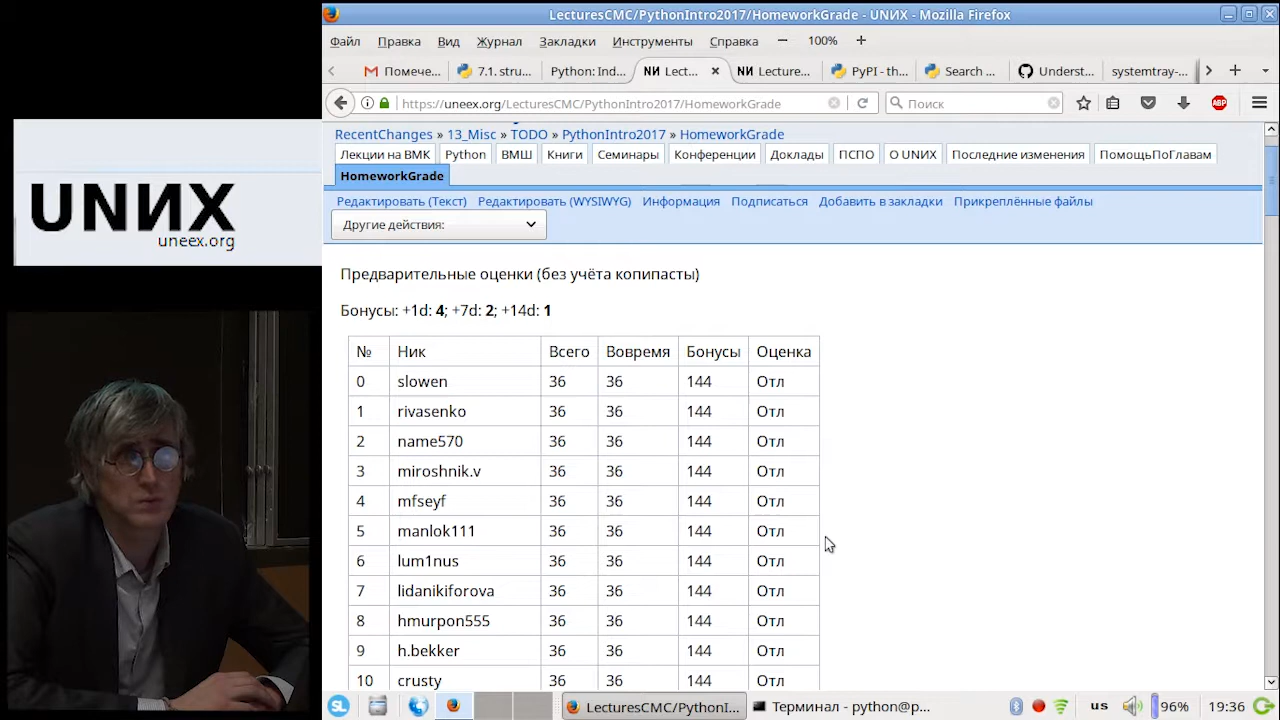 LecturesCMC/PythonIntro2017/HomeworkGrade - UNИX - Mozilla Firefox
Файл Правка Вид Журнал Закладки Инструменты Справка − 100% +
Помече... 7.1. stru... Python: Ind... Lect... Lecture... PyPI - th... Search ... Underst... systemtray-...
https://uneex.org/LecturesCMC/PythonIntro2017/HomeworkGrade Поиск ABP
RecentChanges » 13_Misc » TODO » PythonIntro2017 » HomeworkGrade
Лекции на ВМК Python ВМШ Книги Семинары Конференции Доклады ПСПО О UNИX Последние изменения ПомощьПоГлавам
HomeworkGrade
Редактировать (Текст) Редактировать (WYSIWYG) Информация Подписаться Добавить в закладки Прикреплённые файлы
Другие действия:
UNИX
uneex.org
Предварительные оценки (без учёта копипасты)
Бонусы: +1d: 4; +7d: 2; +14d: 1
№ Ник Всего Вовремя Бонусы Оценка
0 slowen 36 36 144 Отл
1 rivasenko 36 36 144 Отл
2 name570 36 36 144 Отл
3 miroshnik.v 36 36 144 Отл
4 mfseyf 36 36 144 Отл
5 manlok111 36 36 144 Отл
6 lum1nus 36 36 144 Отл
7 lidanikiforova 36 36 144 Отл
8 hmurpon555 36 36 144 Отл
9 h.bekker 36 36 144 Отл
10 crusty 36 36 144 Отл
SL LecturesCMC/PythonI... Терминал - python@p... us 96% 19:36